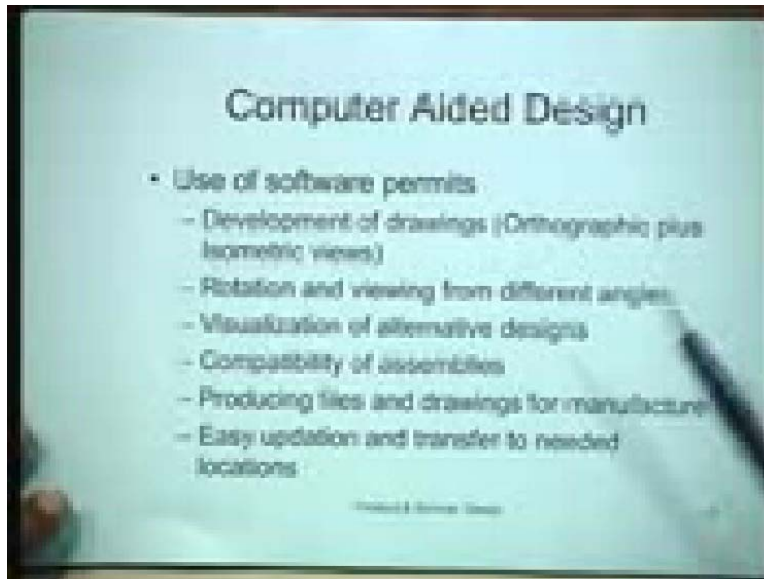 Computer Aided Design
• Use of software permits
– Development of drawings (Orthographic plus
Isometric views)
– Rotation and viewing from different angles
– Visualization of alternative designs
– Compatibility of assemblies
– Producing files and drawings for manufacture
– Easy updation and transfer to needed
locations